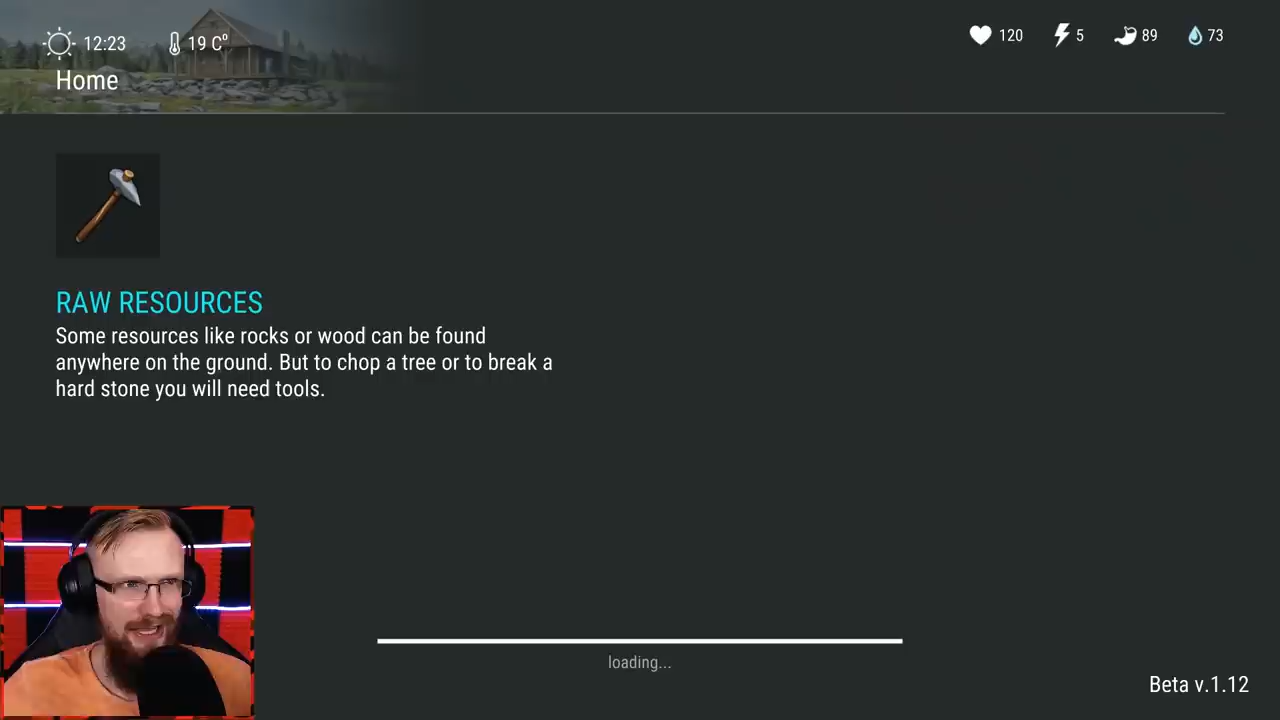 12:23 19 C° 120 5 89 73
Home
RAW RESOURCES
Some resources like rocks or wood can be found
anywhere on the ground. But to chop a tree or to break a
hard stone you will need tools.
loading...
Beta v.1.12